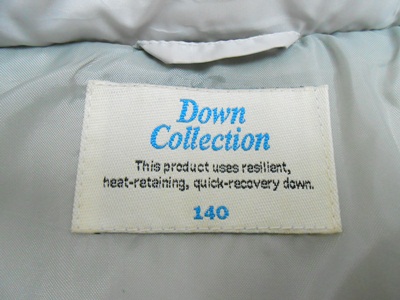 Down
Collection
This product uses resilient,
heat-retaining, quick-recovery down.
140